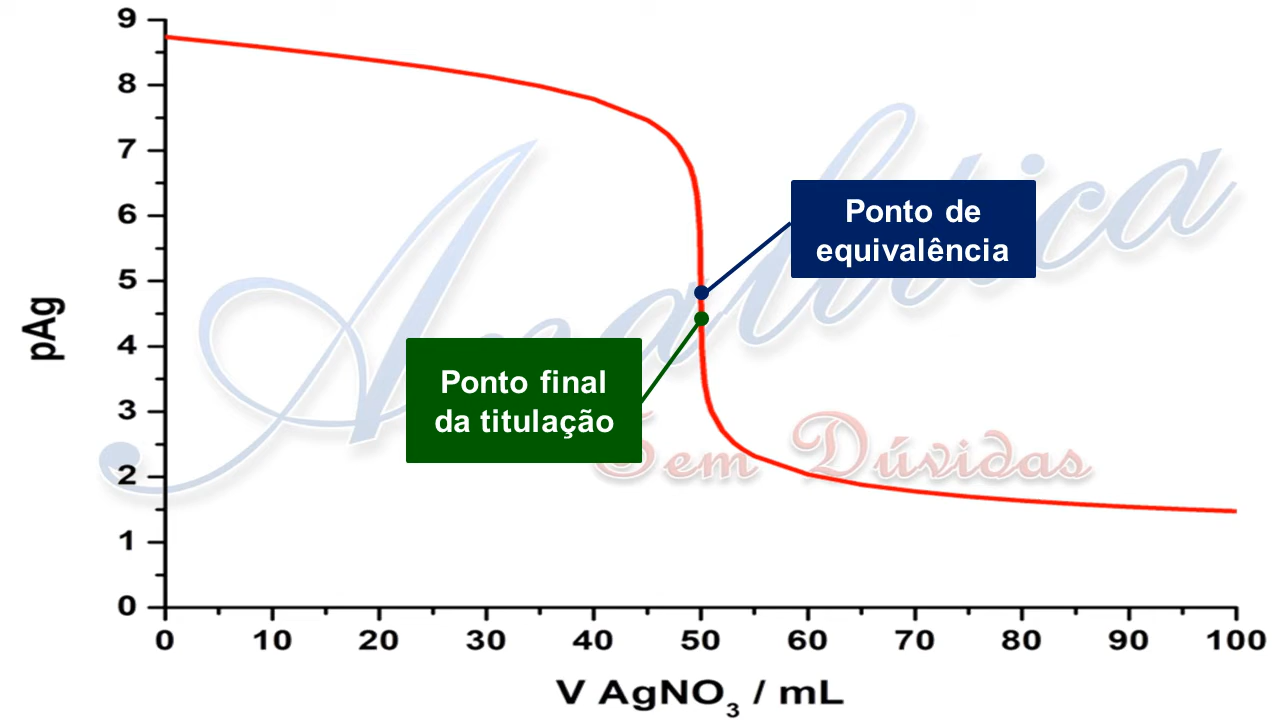 9
8
7
6
5
4
3
2
1
0
pAg
Ponto de
equivalência
Ponto final
da titulação
Analítica
Sem Dúvidas
0 10 20 30 40 50 60 70 80 90 100
V AgNO₃ / mL